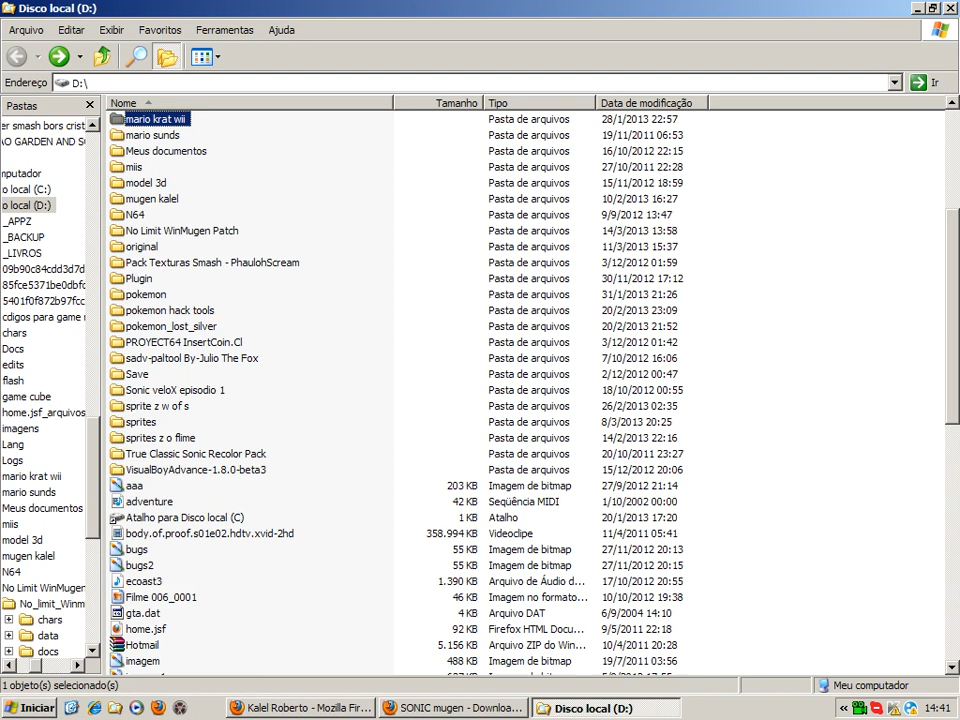 Disco local (D:)
Arquivo Editar Exibir Favoritos Ferramentas Ajuda
Endereço D:\ Ir
Pastas
er smash bors crist
AO GARDEN AND S
mputador
o local (C:)
o local (D:)
_APPZ
_BACKUP
_LIVROS
09b90c84cdd3d7d
85fce5371be0dbfc
5401f0f872b97fcc
cdigos para game
chars
Docs
edits
flash
game cube
home.jsf_arquivos
imagens
Lang
Logs
mario krat wii
mario sunds
Meus documentos
miis
model 3d
mugen kalel
N64
No Limit WinMugen
No_limit_Winm
chars
data
docs
Nome Tamanho Tipo Data de modificação
mario krat wii Pasta de arquivos 28/1/2013 22:57
mario sunds Pasta de arquivos 19/11/2011 06:53
Meus documentos Pasta de arquivos 16/10/2012 22:15
miis Pasta de arquivos 27/10/2011 22:28
model 3d Pasta de arquivos 15/11/2012 18:59
mugen kalel Pasta de arquivos 10/2/2013 16:27
N64 Pasta de arquivos 9/9/2012 13:47
No Limit WinMugen Patch Pasta de arquivos 14/3/2013 13:58
original Pasta de arquivos 11/3/2013 15:37
Pack Texturas Smash - PhaulohScream Pasta de arquivos 3/12/2012 01:59
Plugin Pasta de arquivos 30/11/2012 17:12
pokemon Pasta de arquivos 31/1/2013 21:26
pokemon hack tools Pasta de arquivos 20/2/2013 23:09
pokemon_lost_silver Pasta de arquivos 20/2/2013 21:52
PROYECT64 InsertCoin.Cl Pasta de arquivos 3/12/2012 01:42
sadv-paltool By-Julio The Fox Pasta de arquivos 7/10/2012 16:06
Save Pasta de arquivos 2/12/2012 00:47
Sonic veloX episodio 1 Pasta de arquivos 18/10/2012 00:55
sprite z w of s Pasta de arquivos 26/2/2013 02:35
sprites Pasta de arquivos 8/3/2013 20:25
sprites z o flime Pasta de arquivos 14/2/2013 22:16
True Classic Sonic Recolor Pack Pasta de arquivos 20/10/2011 23:27
VisualBoyAdvance-1.8.0-beta3 Pasta de arquivos 15/12/2012 20:06
aaa 203 KB Imagem de bitmap 27/9/2012 21:14
adventure 42 KB Seqüência MIDI 1/10/2002 00:00
Atalho para Disco local (C) 1 KB Atalho 20/1/2013 17:20
body.of.proof.s01e02.hdtv.xvid-2hd 358.994 KB Videoclipe 11/4/2011 05:41
bugs 55 KB Imagem de bitmap 27/11/2012 20:13
bugs2 55 KB Imagem de bitmap 27/11/2012 20:15
ecoast3 1.390 KB Arquivo de Áudio d... 17/10/2012 20:55
Filme 006_0001 46 KB Imagem no formato... 10/10/2012 19:38
gta.dat 4 KB Arquivo DAT 6/9/2004 14:10
home.jsf 92 KB Firefox HTML Docu... 9/5/2011 22:18
Hotmail 5.156 KB Arquivo ZIP do Win... 10/4/2011 20:28
imagem 488 KB Imagem de bitmap 19/7/2011 03:56
1 objeto(s) selecionado(s) Meu computador
Iniciar Kalel Roberto - Mozilla Fir... SONIC mugen - Downloa... Disco local (D:) 14:41